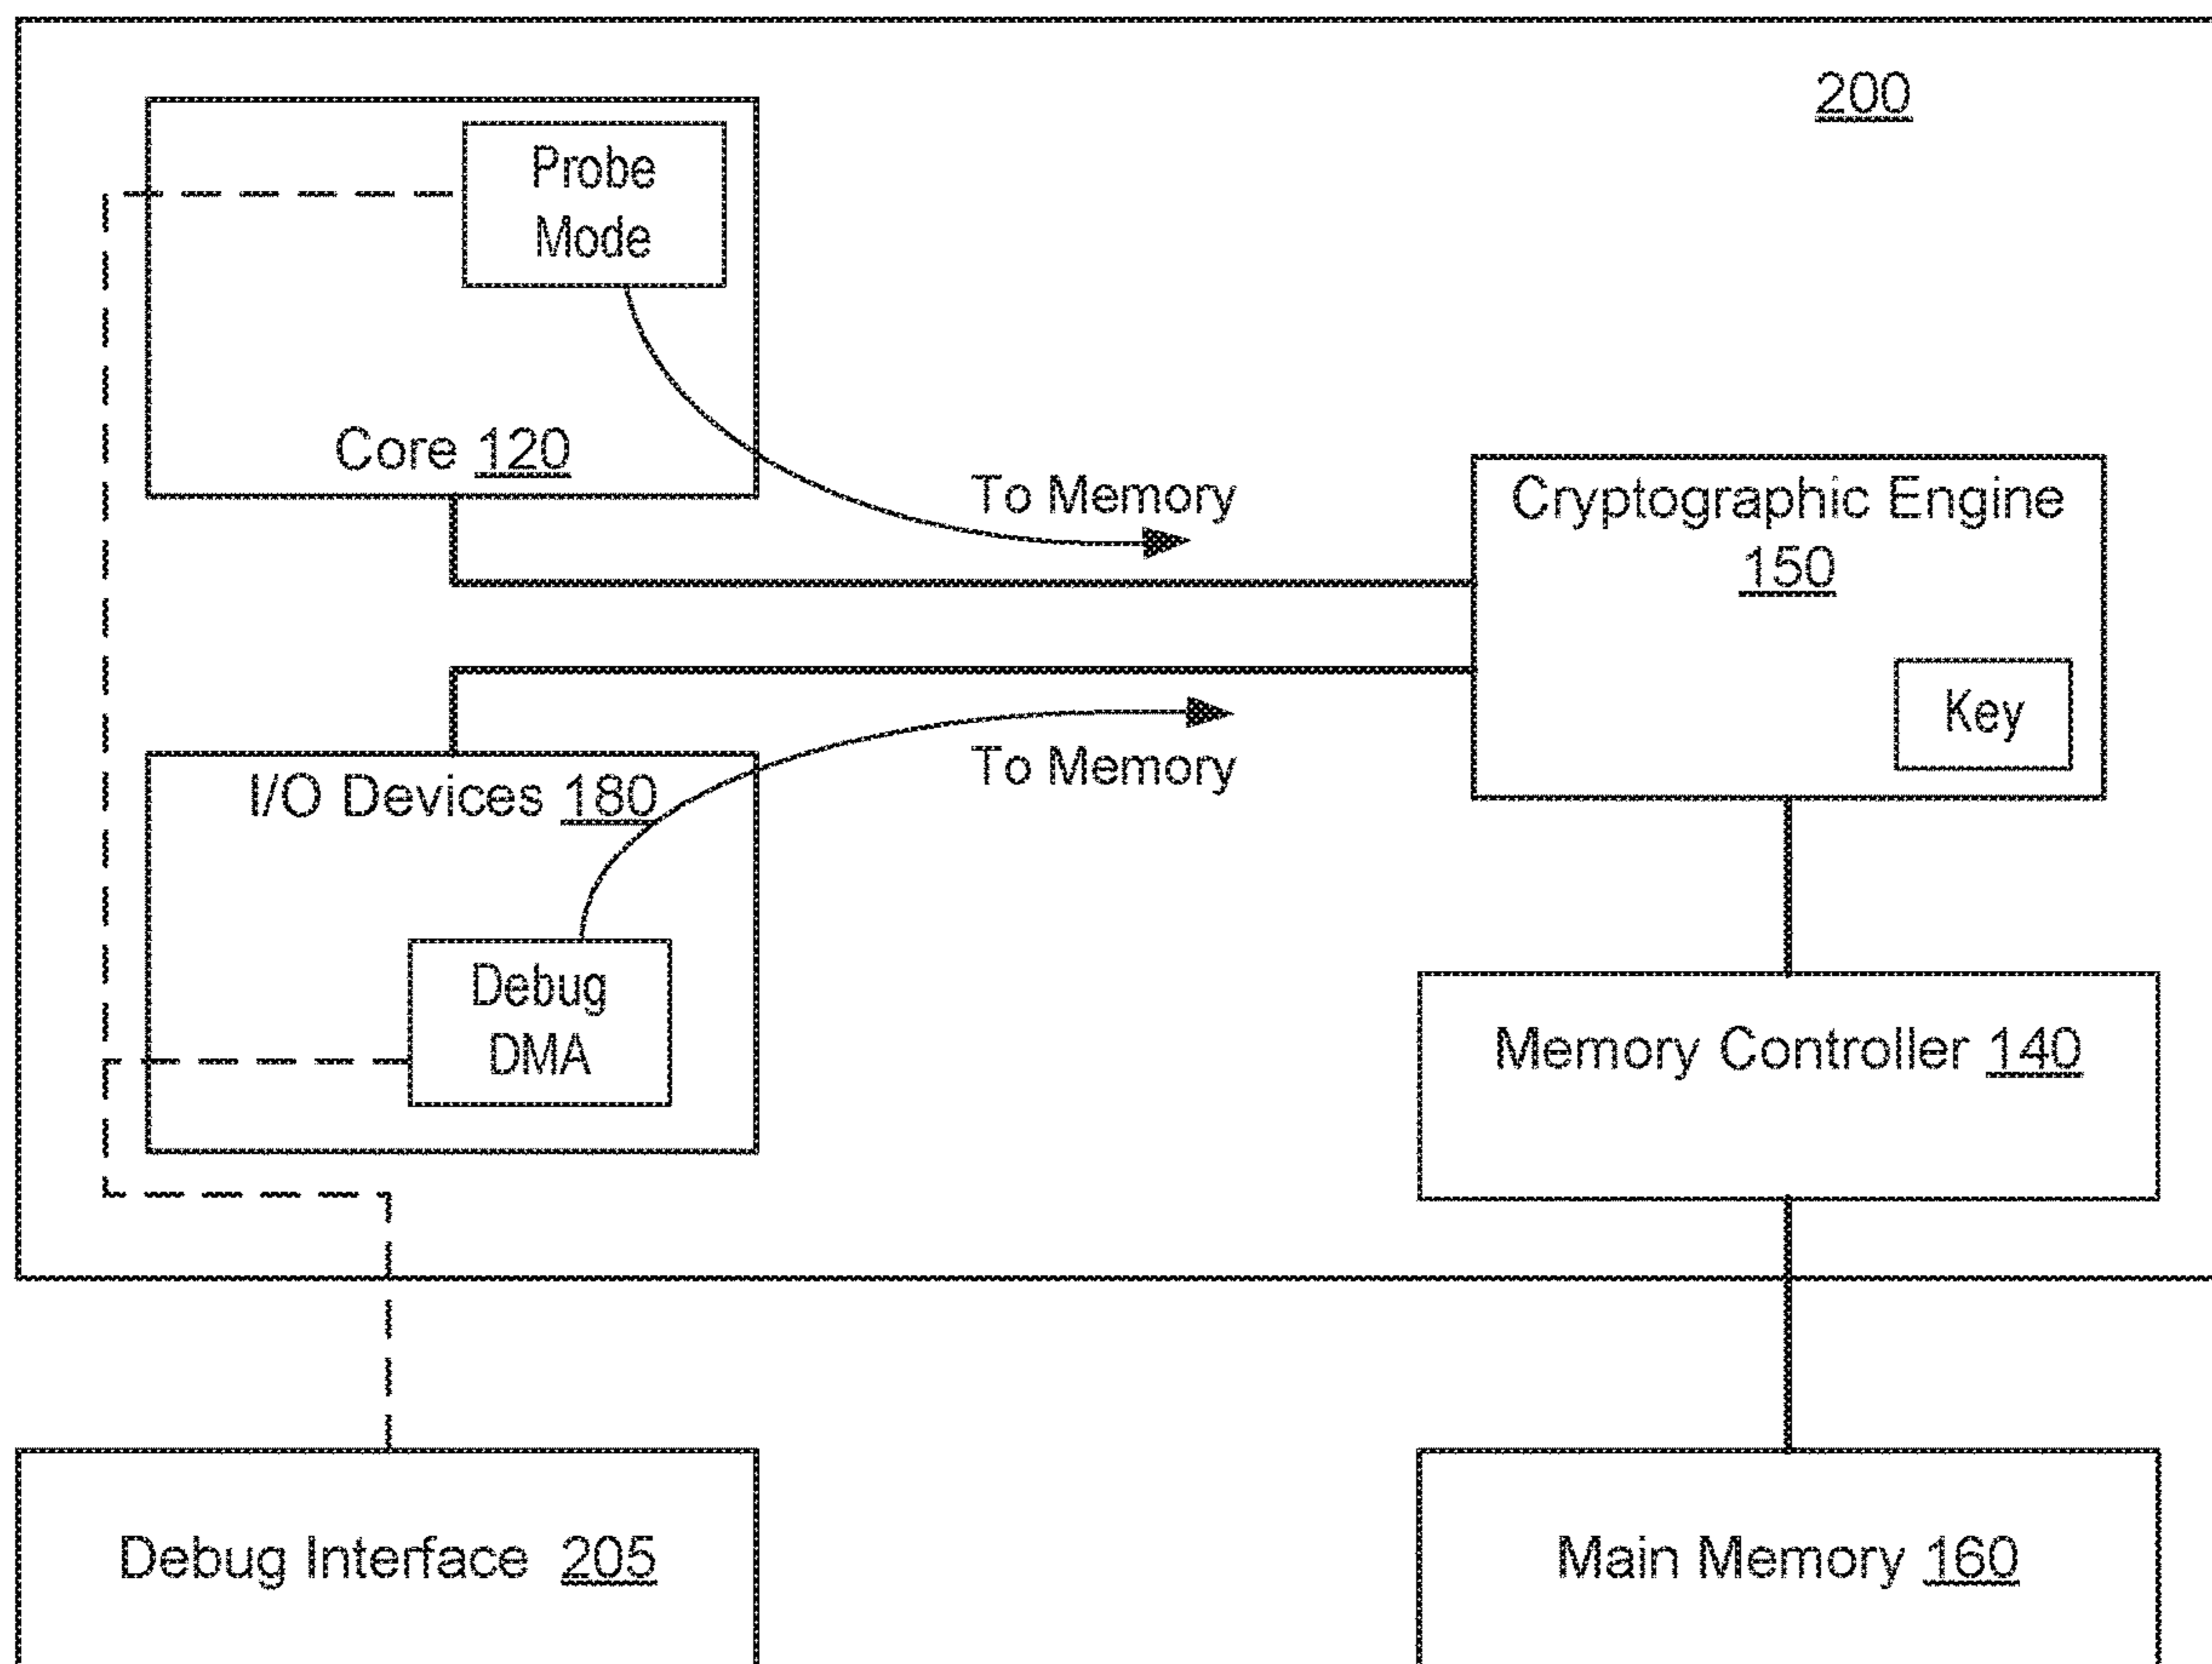 200
Probe
Mode
Core 120
To Memory
Cryptographic Engine
150
Key
To Memory
I/O Devices 180
Debug
DMA
Memory Controller 140
Debug Interface 205
Main Memory 160